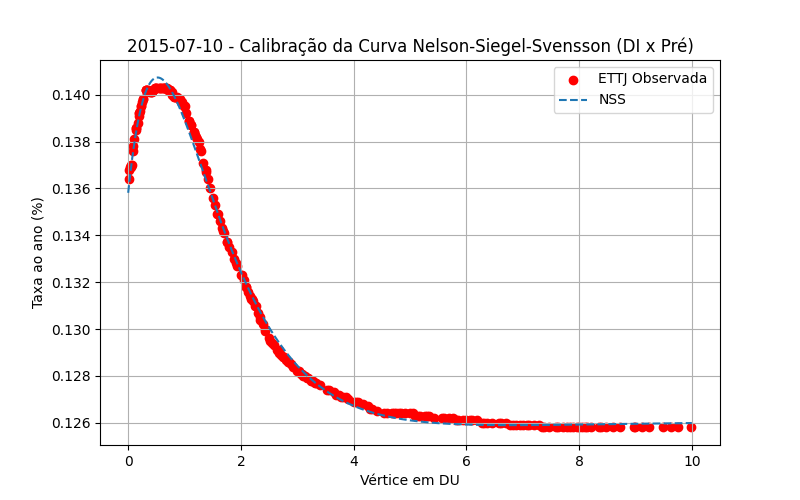 2015-07-10 - Calibração da Curva Nelson-Siegel-Svensson (DI x Pré)
ETTJ Observada
NSS
Taxa ao ano (%)
0.140
0.138
0.136
0.134
0.132
0.130
0.128
0.126
0 2 4 6 8 10
Vértice em DU